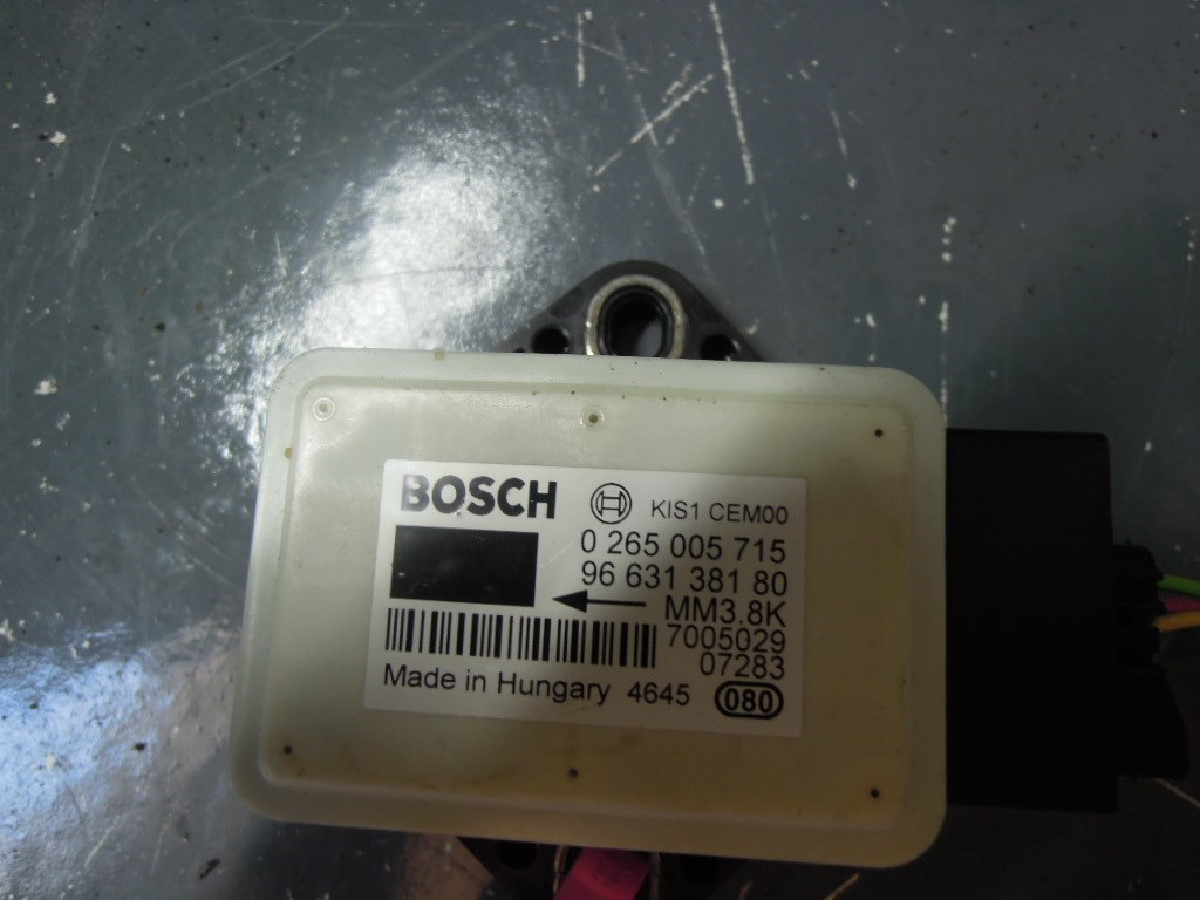 BOSCH KIS1 CEM00
0 265 005 715
96 631 381 80
MM3.8K
7005029
07283
Made in Hungary 4645 080